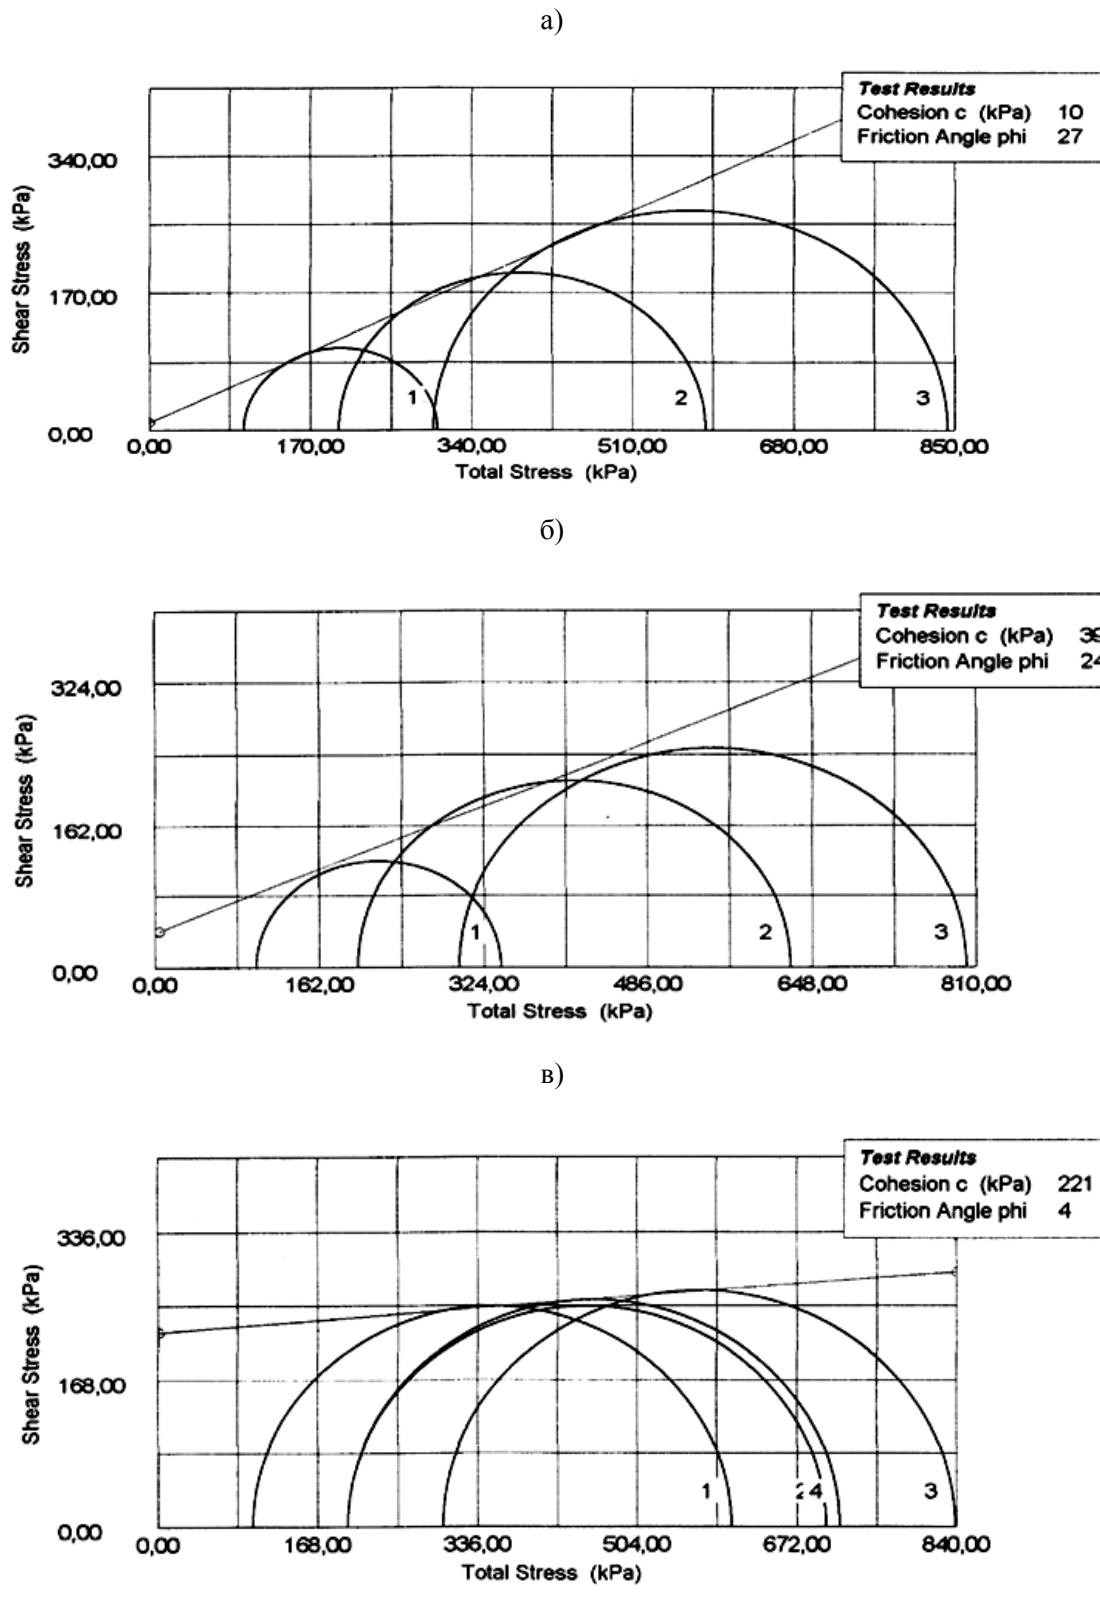 а)
Test Results
Cohesion c (kPa) 10
Friction Angle phi 27
340,00
170,00
0,00
Shear Stress (kPa)
1
2
3
0,00 170,00 340,00 510,00 680,00 850,00
Total Stress (kPa)
б)
Test Results
Cohesion c (kPa) 39
Friction Angle phi 24
324,00
162,00
0,00
Shear Stress (kPa)
1
2
3
0,00 162,00 324,00 486,00 648,00 810,00
Total Stress (kPa)
в)
Test Results
Cohesion c (kPa) 221
Friction Angle phi 4
336,00
168,00
0,00
Shear Stress (kPa)
1
2 4
3
0,00 168,00 336,00 504,00 672,00 840,00
Total Stress (kPa)